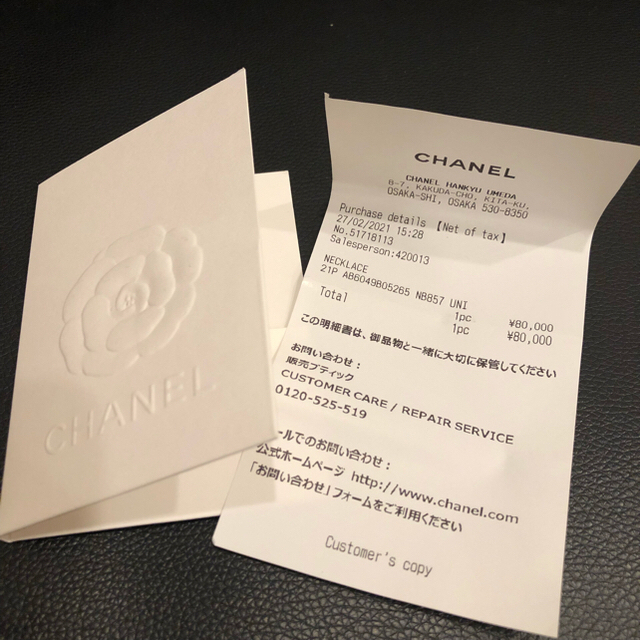 CHANEL
CHANEL
CHANEL HANKYU UMEDA
8-7, KAKUDA-CHO, KITA-KU,
OSAKA-SHI, OSAKA 530-8350
Purchase details 【Net of tax】
27/02/2021 15:28
No.51718113
Salesperson:420013
NECKLACE
21P AB6049B05265 NB857 UNI
1pc ¥80,000
Total 1pc ¥80,000
この明細書は、御品物と一緒に大切に保管してください
お問い合わせ：
販売ブティック
CUSTOMER CARE / REPAIR SERVICE
0120-525-519
ールでのお問い合わせ：
公式ホームページ http://www.chanel.com
「お問い合わせ」フォームをご利用ください
Customer's copy